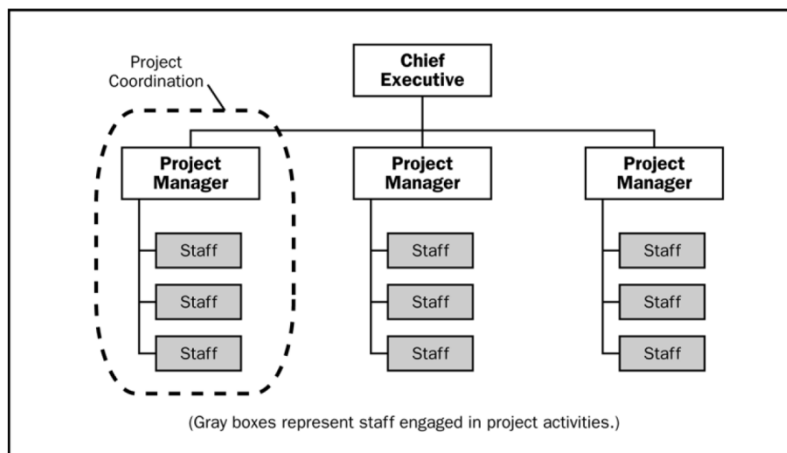 Project
Coordination
Chief
Executive
Project
Manager
Project
Manager
Project
Manager
Staff
Staff
Staff
Staff
Staff
Staff
Staff
Staff
Staff
(Gray boxes represent staff engaged in project activities.)